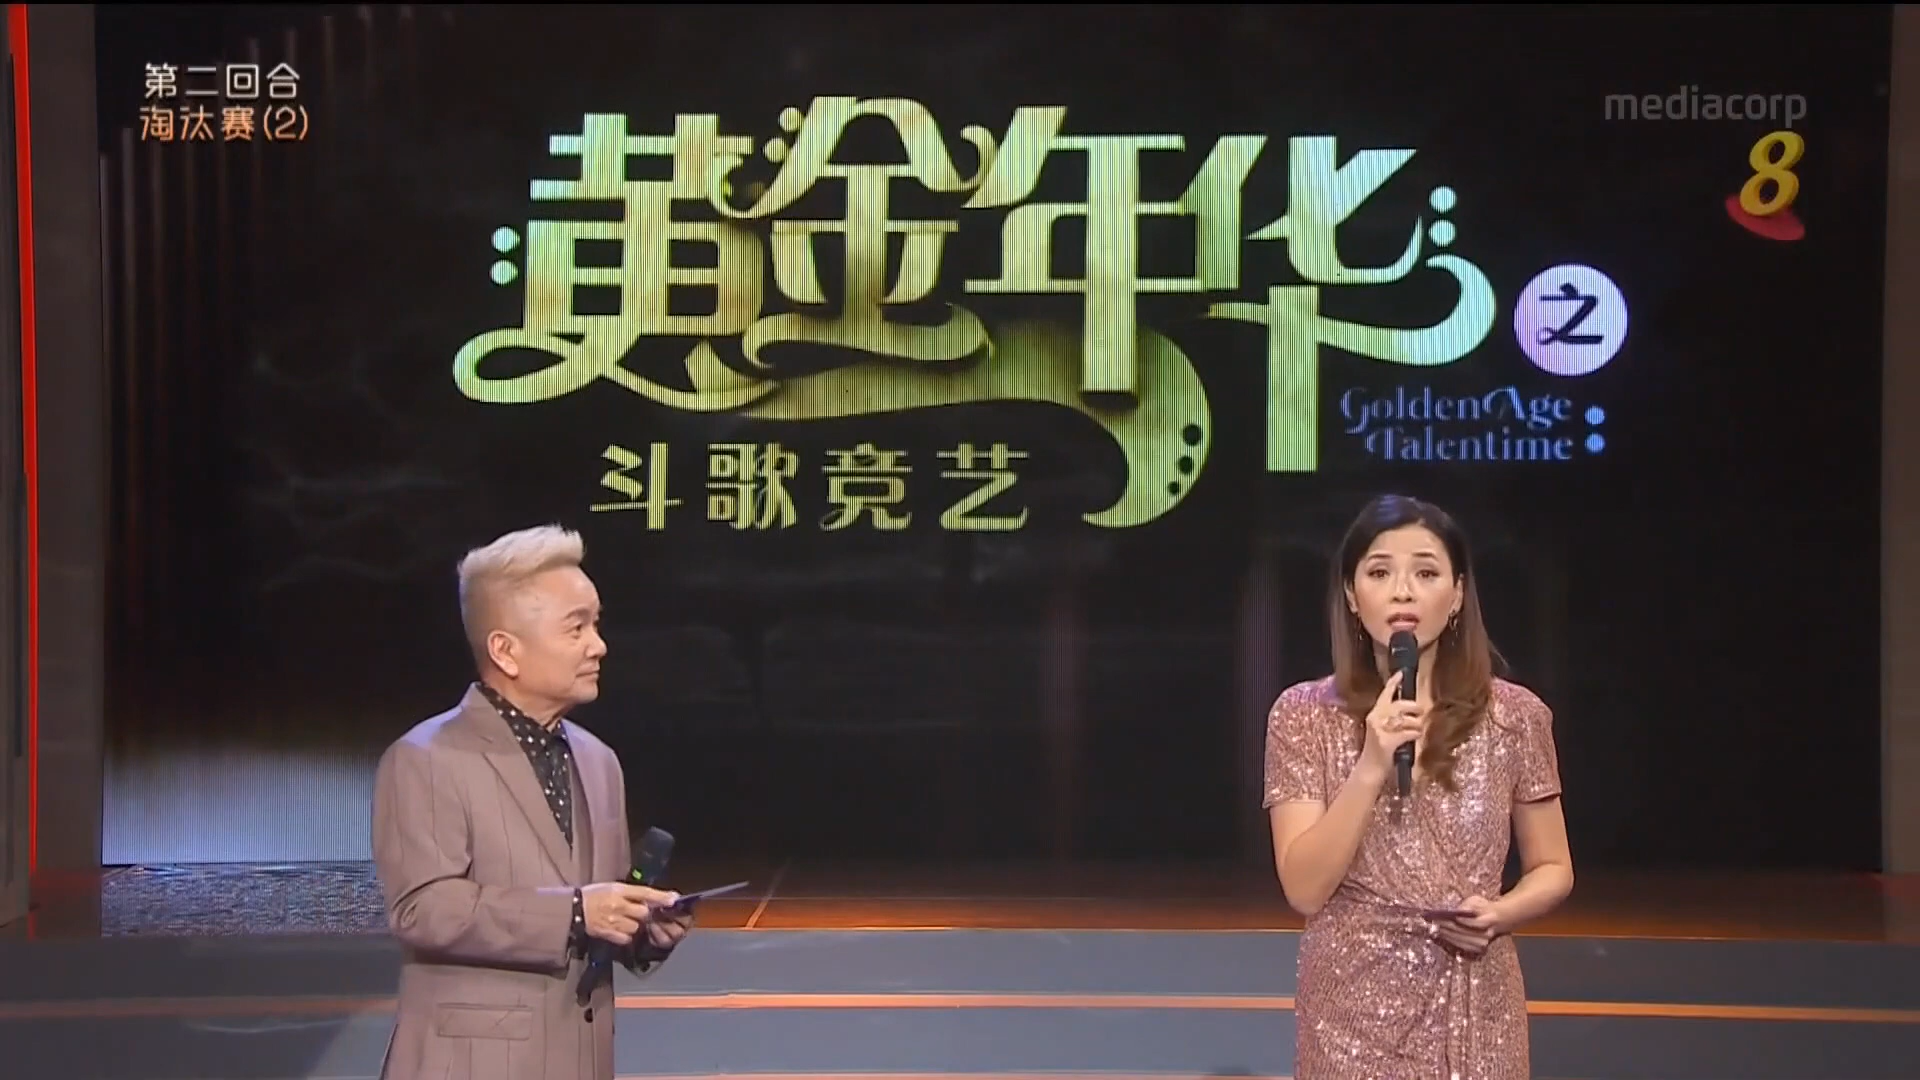 第二回合
淘汰赛(2)
mediacorp
8
黄金年华
之
Golden Age
Talentime
斗歌竞艺